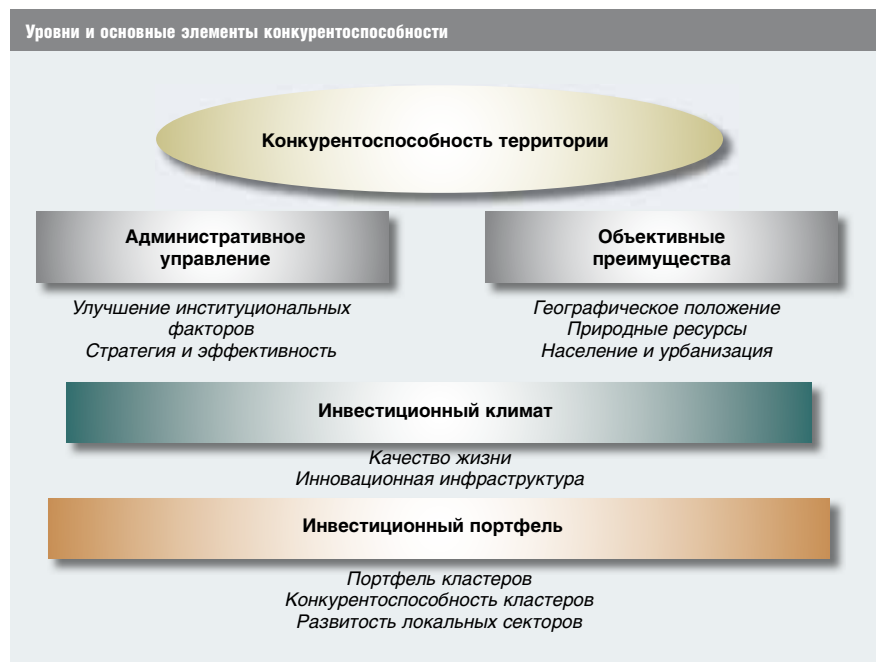 Уровни и основные элементы конкурентоспособности
Конкурентоспособность территории
Административное
управление
Улучшение институциональных
факторов
Стратегия и эффективность
Объективные
преимущества
Географическое положение
Природные ресурсы
Население и урбанизация
Инвестиционный климат
Качество жизни
Инновационная инфраструктура
Инвестиционный портфель
Портфель кластеров
Конкурентоспособность кластеров
Развитость локальных секторов